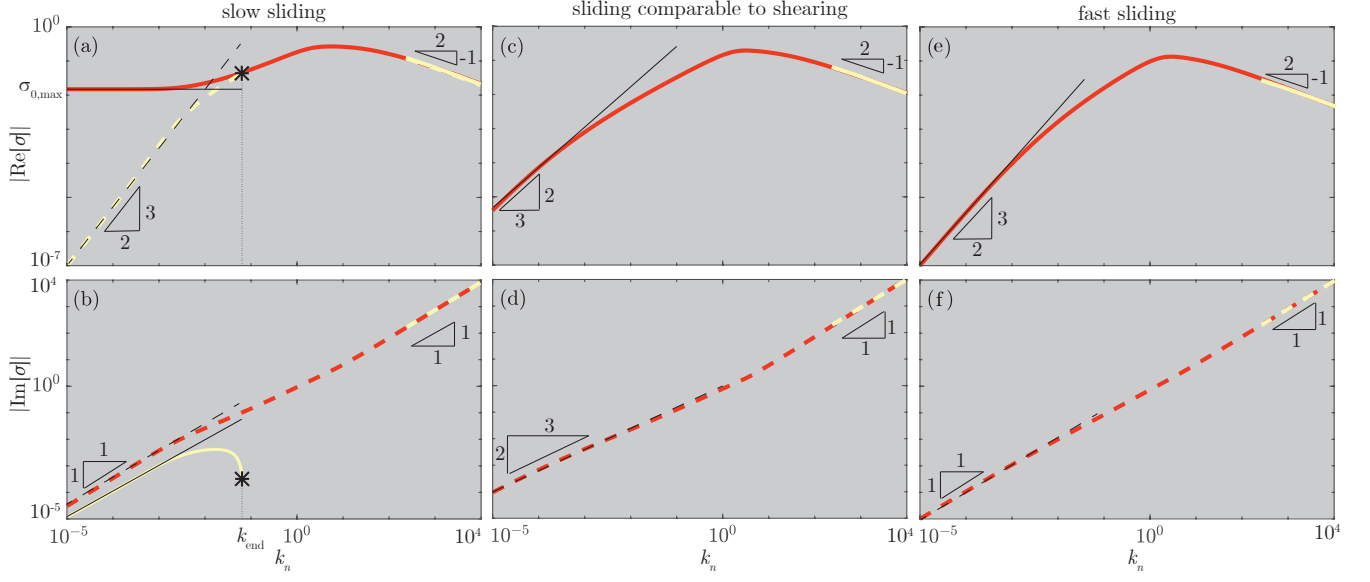 slow sliding
sliding comparable to shearing
fast sliding
(a)
(c)
(e)
10^0
σ_{0,max}
10^-7
|Re[σ]|
2
-1
3
2
2
-1
2
3
2
-1
3
2
(b)
(d)
(f)
10^4
10^0
10^-5
|Im[σ]|
1
1
1
1
1
1
3
2
1
1
1
1
10^-5
k_end
10^0
10^4
k_n
10^-5
10^0
10^4
k_n
10^-5
10^0
10^4
k_n